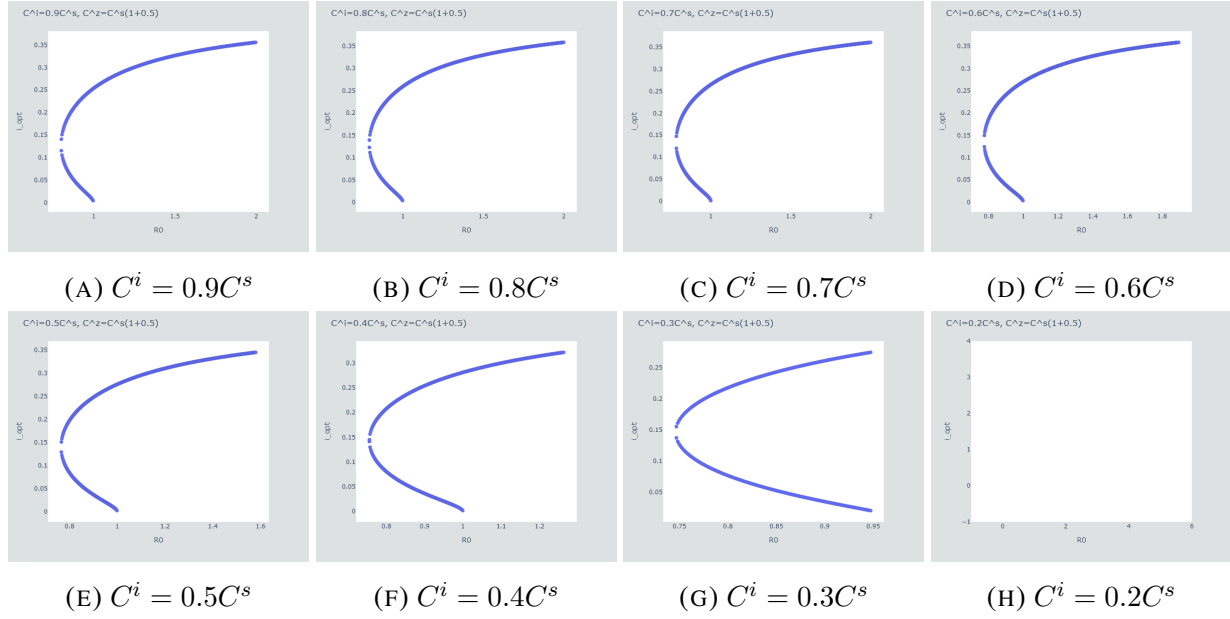 C^i=0.9C^s, C^z=C^s(1+0.5)
0.35
0.3
0.25
0.2
0.15
0.1
0.05
0
i_opt
1
1.5
2
R0
(A) C^i = 0.9C^s
C^i=0.8C^s, C^z=C^s(1+0.5)
0.35
0.3
0.25
0.2
0.15
0.1
0.05
0
i_opt
1
1.5
2
R0
(B) C^i = 0.8C^s
C^i=0.7C^s, C^z=C^s(1+0.5)
0.35
0.3
0.25
0.2
0.15
0.1
0.05
0
i_opt
1
1.5
2
R0
(C) C^i = 0.7C^s
C^i=0.6C^s, C^z=C^s(1+0.5)
0.35
0.3
0.25
0.2
0.15
0.1
0.05
0
i_opt
0.8
1
1.2
1.4
1.6
1.8
R0
(D) C^i = 0.6C^s
C^i=0.5C^s, C^z=C^s(1+0.5)
0.35
0.3
0.25
0.2
0.15
0.1
0.05
0
i_opt
0.8
1
1.2
1.4
1.6
R0
(E) C^i = 0.5C^s
C^i=0.4C^s, C^z=C^s(1+0.5)
0.3
0.25
0.2
0.15
0.1
0.05
0
i_opt
0.8
0.9
1
1.1
1.2
R0
(F) C^i = 0.4C^s
C^i=0.3C^s, C^z=C^s(1+0.5)
0.25
0.2
0.15
0.1
0.05
i_opt
0.75
0.8
0.85
0.9
0.95
R0
(G) C^i = 0.3C^s
C^i=0.2C^s, C^z=C^s(1+0.5)
4
3
2
1
0
−1
i_opt
0
2
4
6
R0
(H) C^i = 0.2C^s